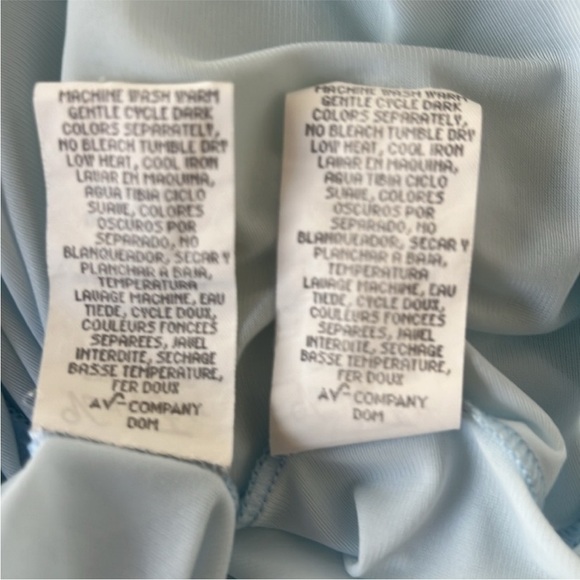 MACHINE WASH WARM
GENTLE CYCLE DARK
COLORS SEPARATELY,
NO BLEACH TUMBLE DRY
LOW HEAT, COOL IRON
LAVAR EN MAQUINA,
AGUA TIBIA CICLO
SUAVE, COLORES
OSCUROS POR
SEPARADO, NO
BLANQUEADOR, SECAR Y
PLANCHAR A BAJA,
TEMPERATURA
LAVAGE MACHINE, EAU
TIEDE, CYCLE DOUX,
COULEURS FONCEES
SEPAREES, JAVEL
INTERDITE, SECHAGE
BASSE TEMPERATURE,
FER DOUX
COMPANY
DOM
MACHINE WASH WARM
GENTLE CYCLE DARK
COLORS SEPARATELY,
NO BLEACH TUMBLE DRY
LOW HEAT, COOL IRON
LAVAR EN MAQUINA,
AGUA TIBIA CICLO
SUAVE, COLORES
OSCUROS POR
SEPARADO, NO
BLANQUEADOR, SECAR Y
PLANCHAR A BAJA,
TEMPERATURA
LAVAGE MACHINE, EAU
TIEDE, CYCLE DOUX,
COULEURS FONCEES
SEPAREES, JAVEL
INTERDITE, SECHAGE
BASSE TEMPERATURE,
FER DOUX
COMPANY
DOM